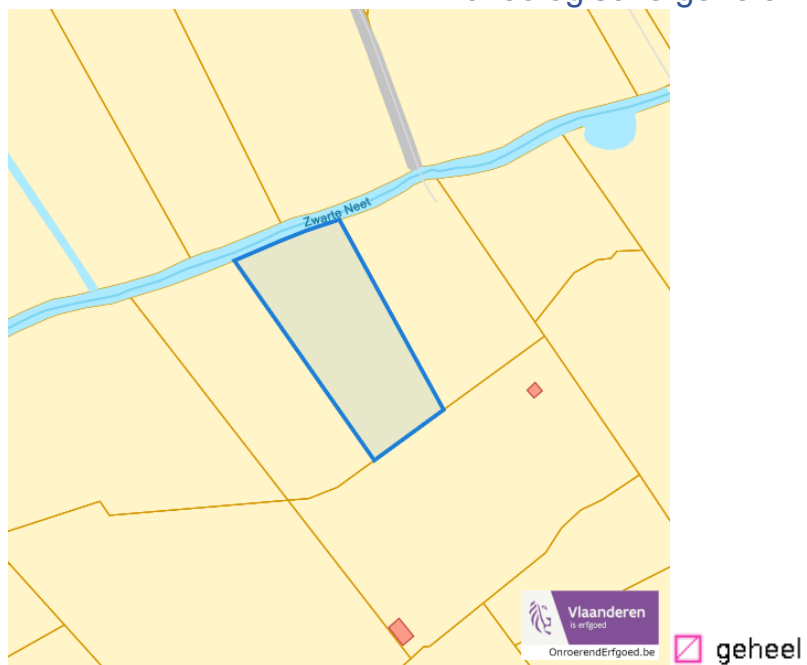 Zwarte Neet
Vlaanderen
is erfgoed
OnroerendErfgoed.be
geheel